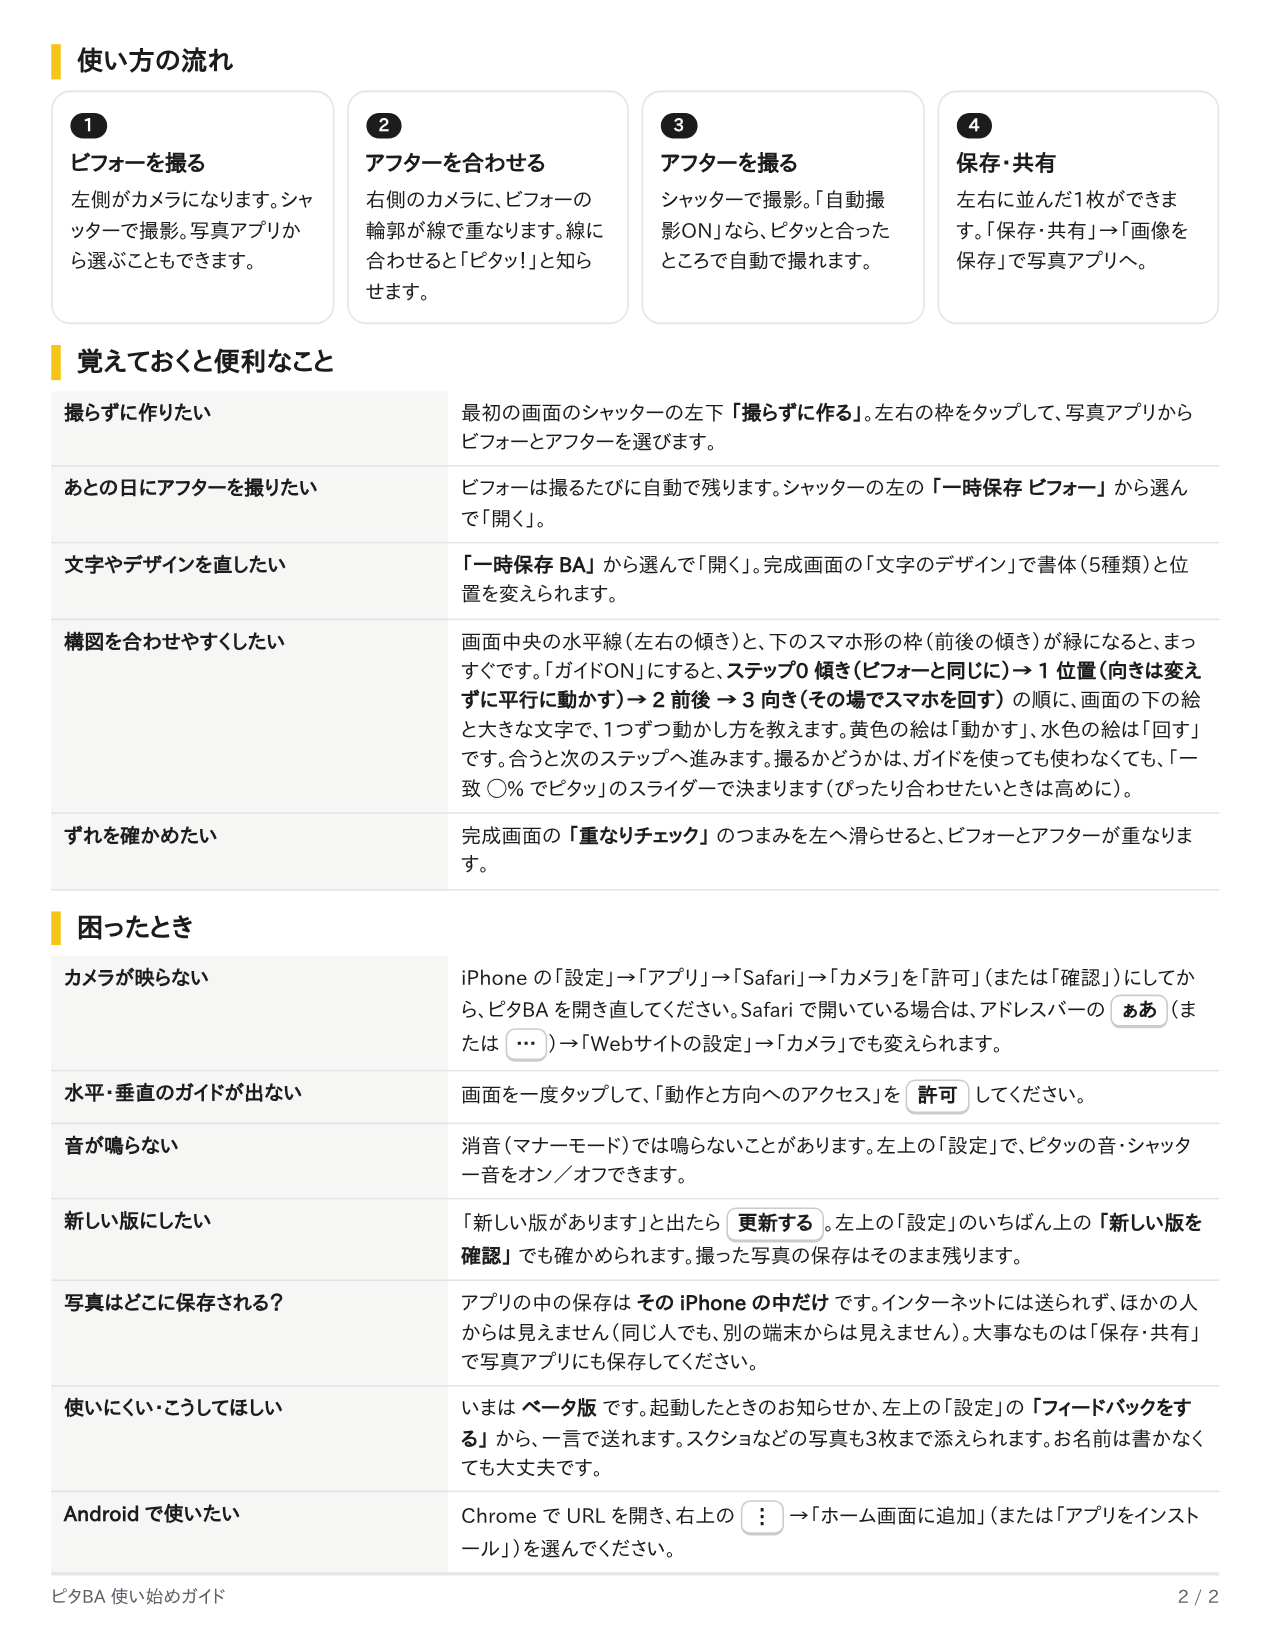 使い方の流れ
1
ビフォーを撮る
左側がカメラになります。シャ
ッターで撮影。写真アプリか
ら選ぶこともできます。
2
アフターを合わせる
右側のカメラに、ビフォーの
輪郭が線で重なります。線に
合わせると「ピタッ!」と知ら
せます。
3
アフターを撮る
シャッターで撮影。「自動撮
影ON」なら、ピタッと合った
ところで自動で撮れます。
4
保存・共有
左右に並んだ1枚ができま
す。「保存・共有」→「画像を
保存」で写真アプリへ。
覚えておくと便利なこと
撮らずに作りたい
最初の画面のシャッターの左下「撮らずに作る」。左右の枠をタップして、写真アプリから
ビフォーとアフターを選びます。
あとの日にアフターを撮りたい
ビフォーは撮るたびに自動で残ります。シャッターの左の「一時保存 ビフォー」から選ん
で「開く」。
文字やデザインを直したい
「一時保存 BA」から選んで「開く」。完成画面の「文字のデザイン」で書体（5種類）と位
置を変えられます。
構図を合わせやすくしたい
画面中央の水平線（左右の傾き）と、下のスマホ形の枠（前後の傾き）が緑になると、まっ
すぐです。「ガイドON」にすると、ステップ0 傾き（ビフォーと同じに）→ 1 位置（向きは変え
ずに平行に動かす）→ 2 前後 → 3 向き（その場でスマホを回す）の順に、画面の下の絵
と大きな文字で、1つずつ動かし方を教えます。黄色の絵は「動かす」、水色の絵は「回す」
です。合うと次のステップへ進みます。撮るかどうかは、ガイドを使っても使わなくても、「一
致 ◯% でピタッ」のスライダーで決まります（ぴったり合わせたいときは高めに）。
ずれを確かめたい
完成画面の「重なりチェック」のつまみを左へ滑らせると、ビフォーとアフターが重なりま
す。
困ったとき
カメラが映らない
iPhone の「設定」→「アプリ」→「Safari」→「カメラ」を「許可」（または「確認」）にしてか
ら、ピタBA を開き直してください。Safari で開いている場合は、アドレスバーの ぁあ（ま
たは …）→「Webサイトの設定」→「カメラ」でも変えられます。
水平・垂直のガイドが出ない
画面を一度タップして、「動作と方向へのアクセス」を 許可 してください。
音が鳴らない
消音（マナーモード）では鳴らないことがあります。左上の「設定」で、ピタッの音・シャッタ
ー音をオン／オフできます。
新しい版にしたい
「新しい版があります」と出たら 更新する 。左上の「設定」のいちばん上の「新しい版を
確認」でも確かめられます。撮った写真の保存はそのまま残ります。
写真はどこに保存される？
アプリの中の保存は その iPhone の中だけ です。インターネットには送られず、ほかの人
からは見えません（同じ人でも、別の端末からは見えません）。大事なものは「保存・共有」
で写真アプリにも保存してください。
使いにくい・こうしてほしい
いまは ベータ版 です。起動したときのお知らせか、左上の「設定」の「フィードバックをす
る」から、一言で送れます。スクショなどの写真も3枚まで添えられます。お名前は書かなく
ても大丈夫です。
Android で使いたい
Chrome で URL を開き、右上の ⋮ →「ホーム画面に追加」（または「アプリをインスト
ール」）を選んでください。
ピタBA 使い始めガイド
2 / 2